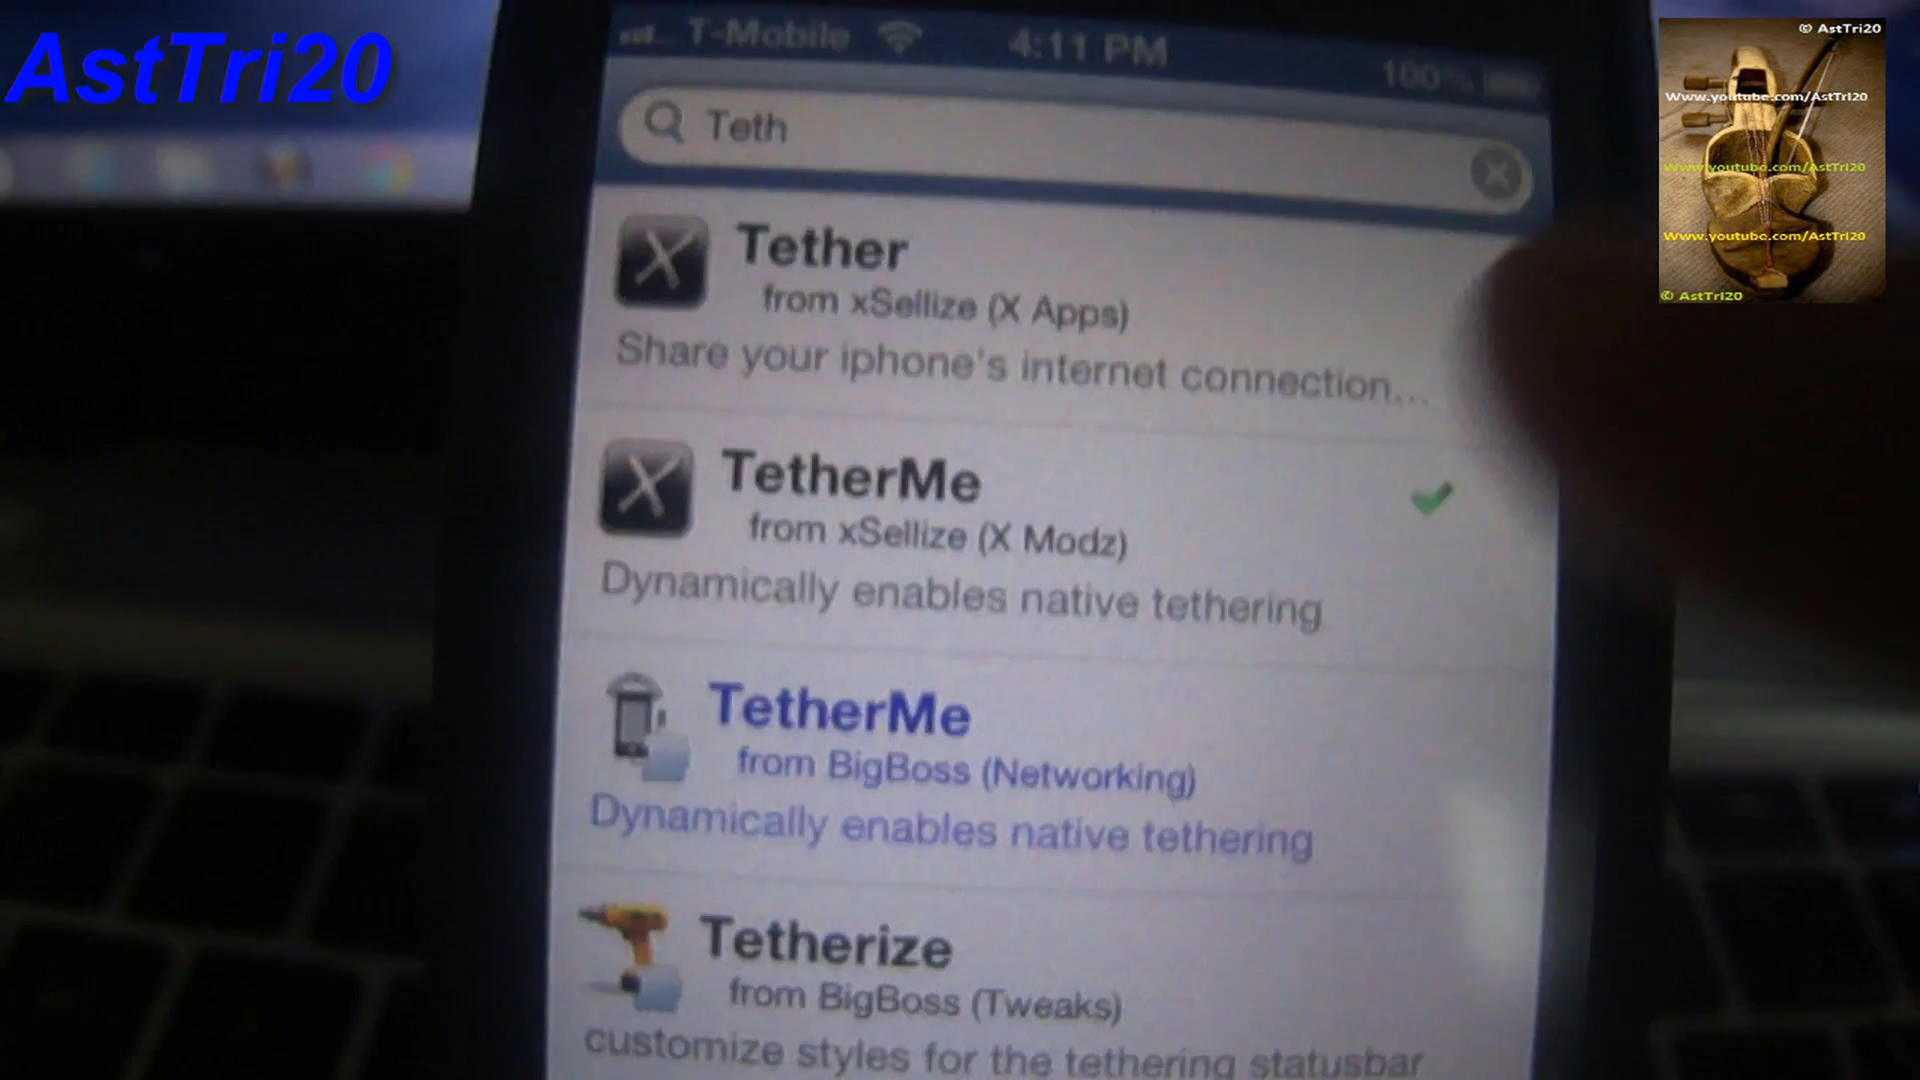 AstTri20
T-Mobile 4:11 PM 100%
Teth
Tether
from xSellize (X Apps)
Share your iphone's internet connection...
TetherMe
from xSellize (X Modz)
Dynamically enables native tethering
TetherMe
from BigBoss (Networking)
Dynamically enables native tethering
Tetherize
from BigBoss (Tweaks)
customize styles for the tethering statusbar
© AstTri20
Www.youtube.com/AstTrI20
Www.youtube.com/AstTrI20
Www.youtube.com/AstTrI20
© AstTrI20